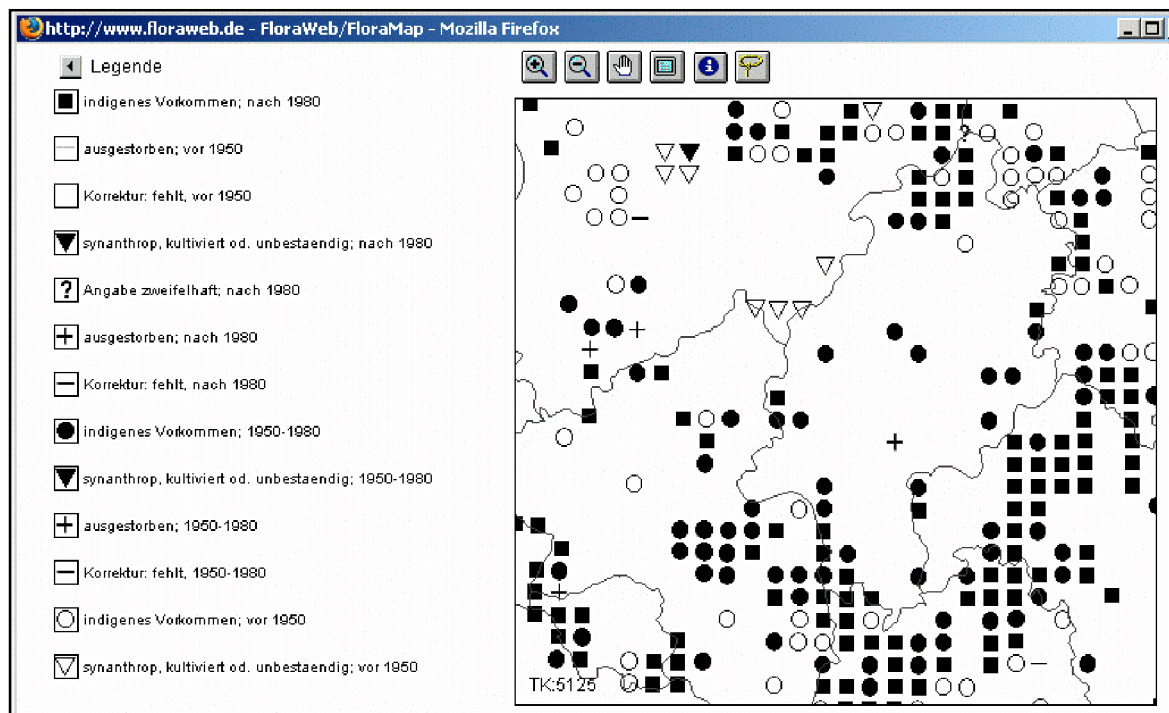 http://www.floraweb.de - FloraWeb/FloraMap - Mozilla Firefox
Legende
indigenes Vorkommen; nach 1980
ausgestorben; vor 1950
Korrektur: fehlt, vor 1950
synanthrop, kultiviert od. unbestaendig; nach 1980
? Angabe zweifelhaft; nach 1980
ausgestorben; nach 1980
Korrektur: fehlt, nach 1980
indigenes Vorkommen; 1950-1980
synanthrop, kultiviert od. unbestaendig; 1950-1980
ausgestorben; 1950-1980
Korrektur: fehlt, 1950-1980
indigenes Vorkommen; vor 1950
synanthrop, kultiviert od. unbestaendig; vor 1950
?
TK:5125